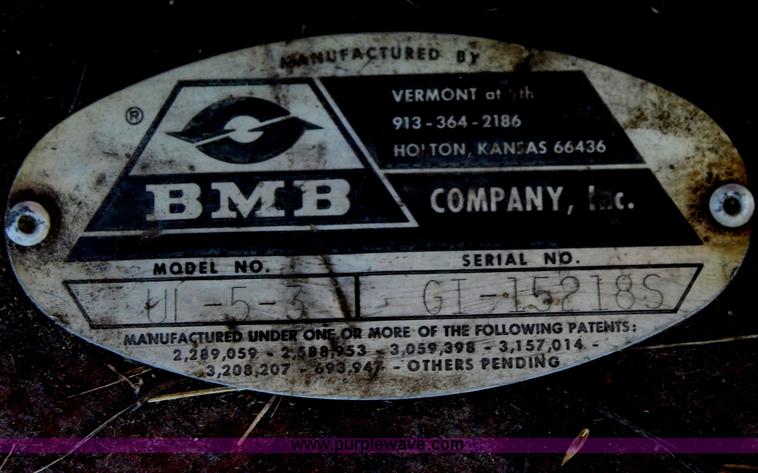 MANUFACTURED BY
®
VERMONT at 9th
913-364-2186
HOLTON, KANSAS 66436
BMB COMPANY, Inc.
MODEL NO. SERIAL NO.
UI-5-3 GI-15218S
MANUFACTURED UNDER ONE OR MORE OF THE FOLLOWING PATENTS:
2,289,059 - 2,588,953 - 3,059,398 - 3,157,014 -
3,208,207 - 693,947 - OTHERS PENDING
www.purplewave.com